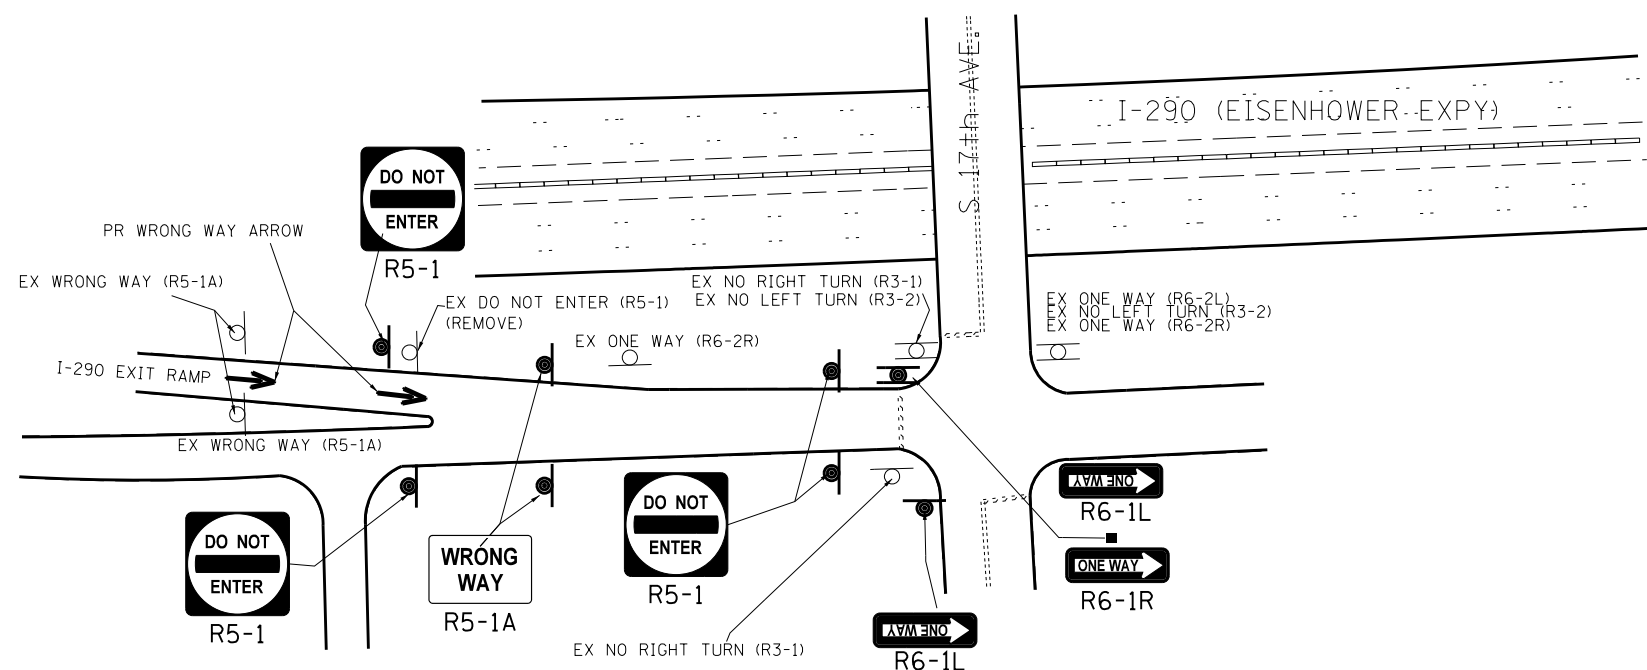 S 17th AVE.
I-290 (EISENHOWER EXPY)
DO NOT
ENTER
R5-1
PR WRONG WAY ARROW
EX WRONG WAY (R5-1A)
EX DO NOT ENTER (R5-1)
(REMOVE)
EX NO RIGHT TURN (R3-1)
EX NO LEFT TURN (R3-2)
EX ONE WAY (R6-2L)
EX NO LEFT TURN (R3-2)
EX ONE WAY (R6-2R)
EX ONE WAY (R6-2R)
I-290 EXIT RAMP
EX WRONG WAY (R5-1A)
DO NOT
ENTER
R5-1
WRONG
WAY
R5-1A
DO NOT
ENTER
R5-1
ONE WAY
R6-1L
ONE WAY
R6-1R
EX NO RIGHT TURN (R3-1)
ONE WAY
R6-1L